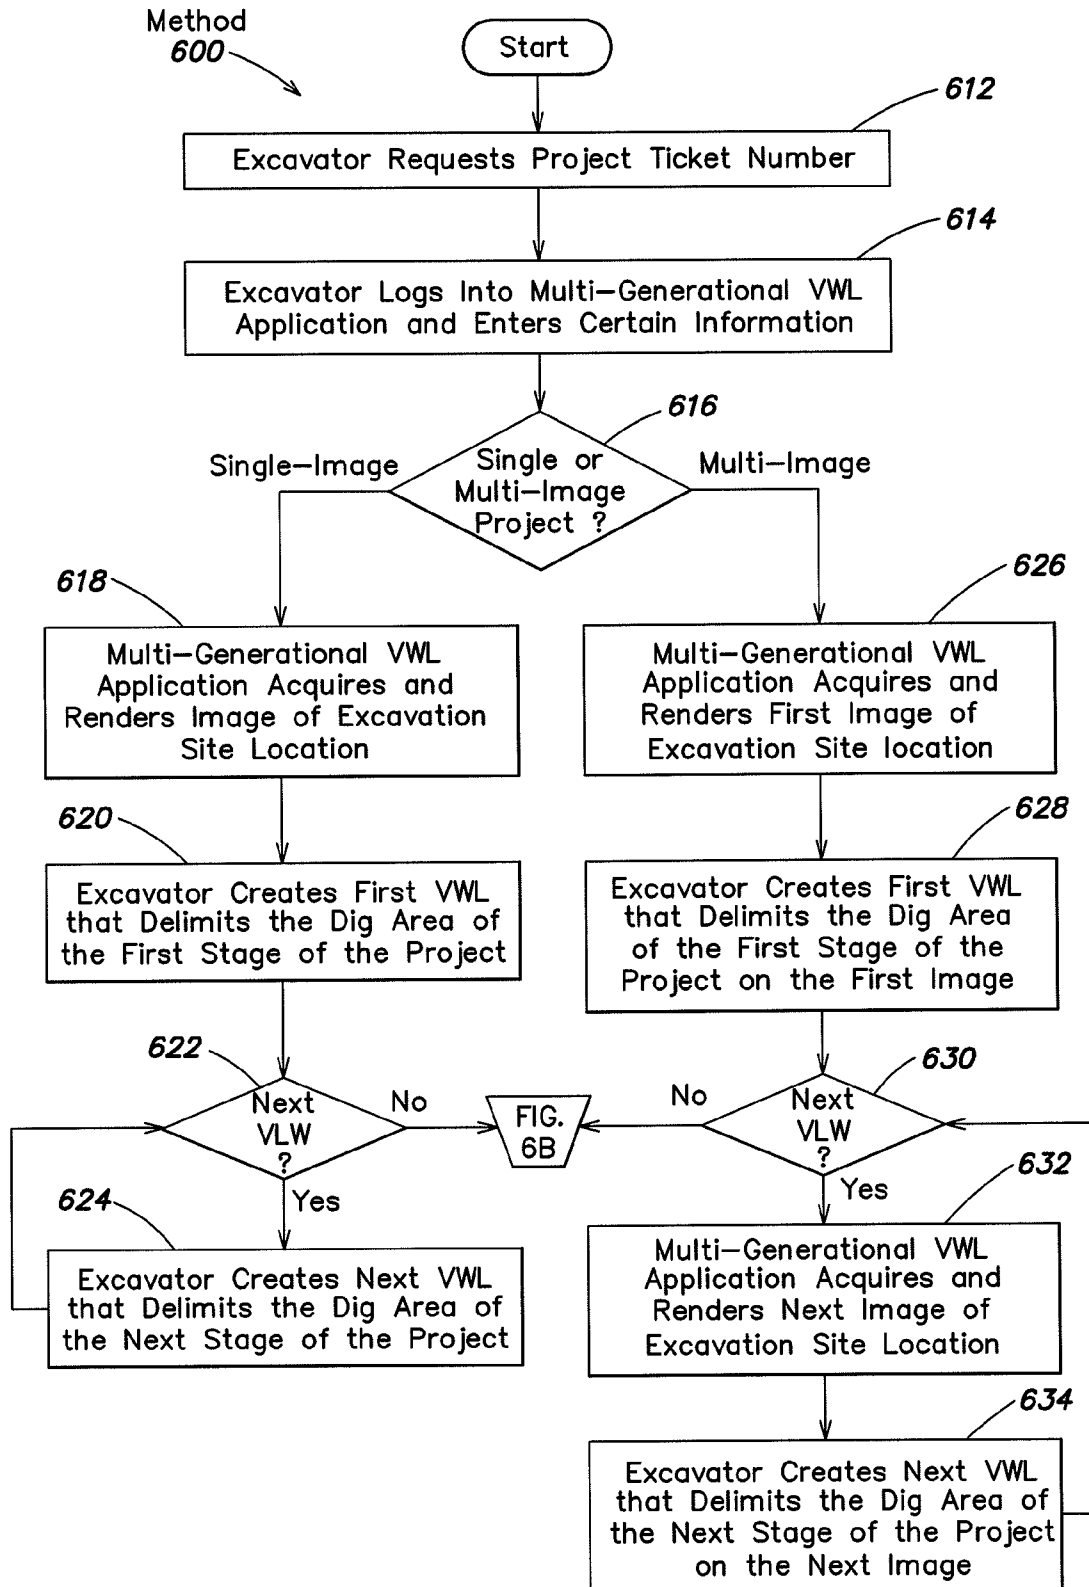 Method
600
Start
612
Excavator Requests Project Ticket Number
614
Excavator Logs Into Multi-Generational VWL
Application and Enters Certain Information
616
Single-Image
Single or
Multi-Image
Project ?
Multi-Image
618
Multi-Generational VWL
Application Acquires and
Renders Image of Excavation
Site Location
626
Multi-Generational VWL
Application Acquires and
Renders First Image of
Excavation Site location
620
Excavator Creates First VWL
that Delimits the Dig Area of
the First Stage of the Project
628
Excavator Creates First VWL
that Delimits the Dig Area
of the First Stage of the
Project on the First Image
622
Next
VLW
?
No
Yes
FIG.
6B
630
No
Next
VLW
?
Yes
624
Excavator Creates Next VWL
that Delimits the Dig Area of
the Next Stage of the Project
632
Multi-Generational VWL
Application Acquires and
Renders Next Image of
Excavation Site Location
634
Excavator Creates Next VWL
that Delimits the Dig Area of
the Next Stage of the Project
on the Next Image